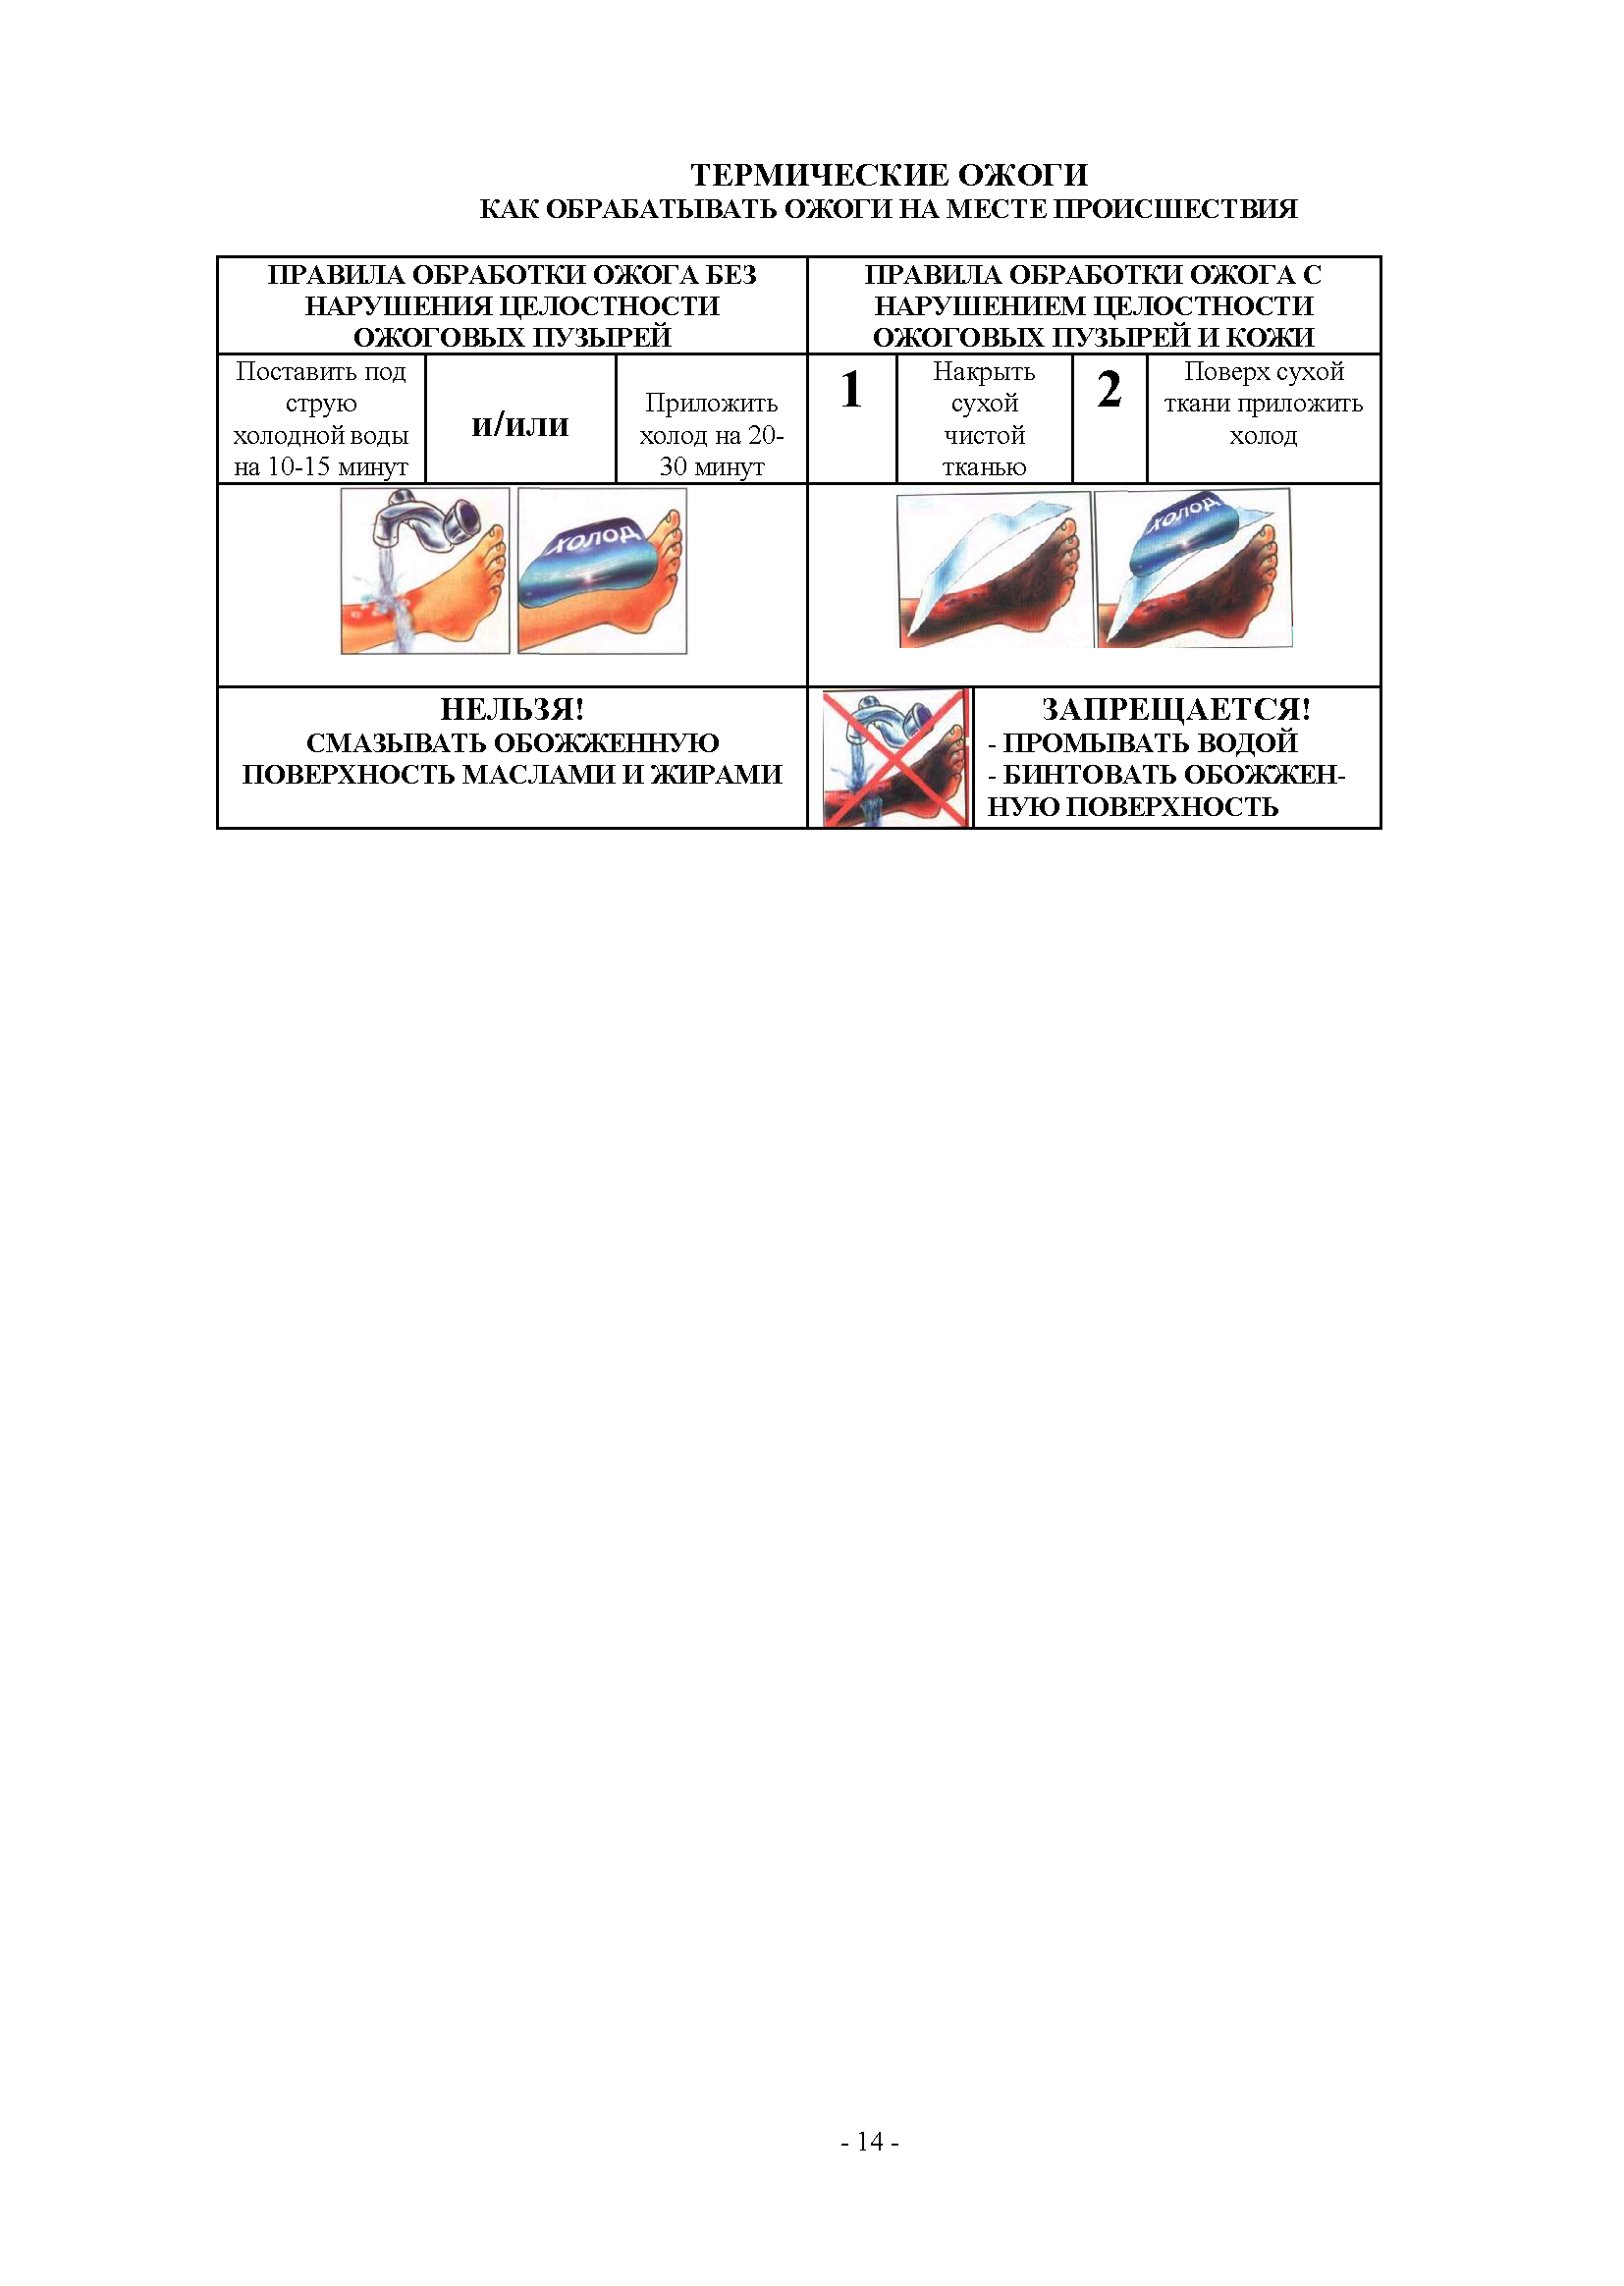 ТЕРМИЧЕСКИЕ ОЖОГИ
КАК ОБРАБАТЫВАТЬ ОЖОГИ НА МЕСТЕ ПРОИСШЕСТВИЯ
ПРАВИЛА ОБРАБОТКИ ОЖОГА БЕЗ
НАРУШЕНИЯ ЦЕЛОСТНОСТИ
ОЖОГОВЫХ ПУЗЫРЕЙ
ПРАВИЛА ОБРАБОТКИ ОЖОГА С
НАРУШЕНИЕМ ЦЕЛОСТНОСТИ
ОЖОГОВЫХ ПУЗЫРЕЙ И КОЖИ
Поставить под
струю
холодной воды
на 10-15 минут
и/или
Приложить
холод на 20-
30 минут
1
Накрыть
сухой
чистой
тканью
2
Поверх сухой
ткани приложить
холод
ХОЛОД
ХОЛОД
НЕЛЬЗЯ!
СМАЗЫВАТЬ ОБОЖЖЕННУЮ
ПОВЕРХНОСТЬ МАСЛАМИ И ЖИРАМИ
ЗАПРЕЩАЕТСЯ!
- ПРОМЫВАТЬ ВОДОЙ
- БИНТОВАТЬ ОБОЖЖЕН-
НУЮ ПОВЕРХНОСТЬ
- 14 -